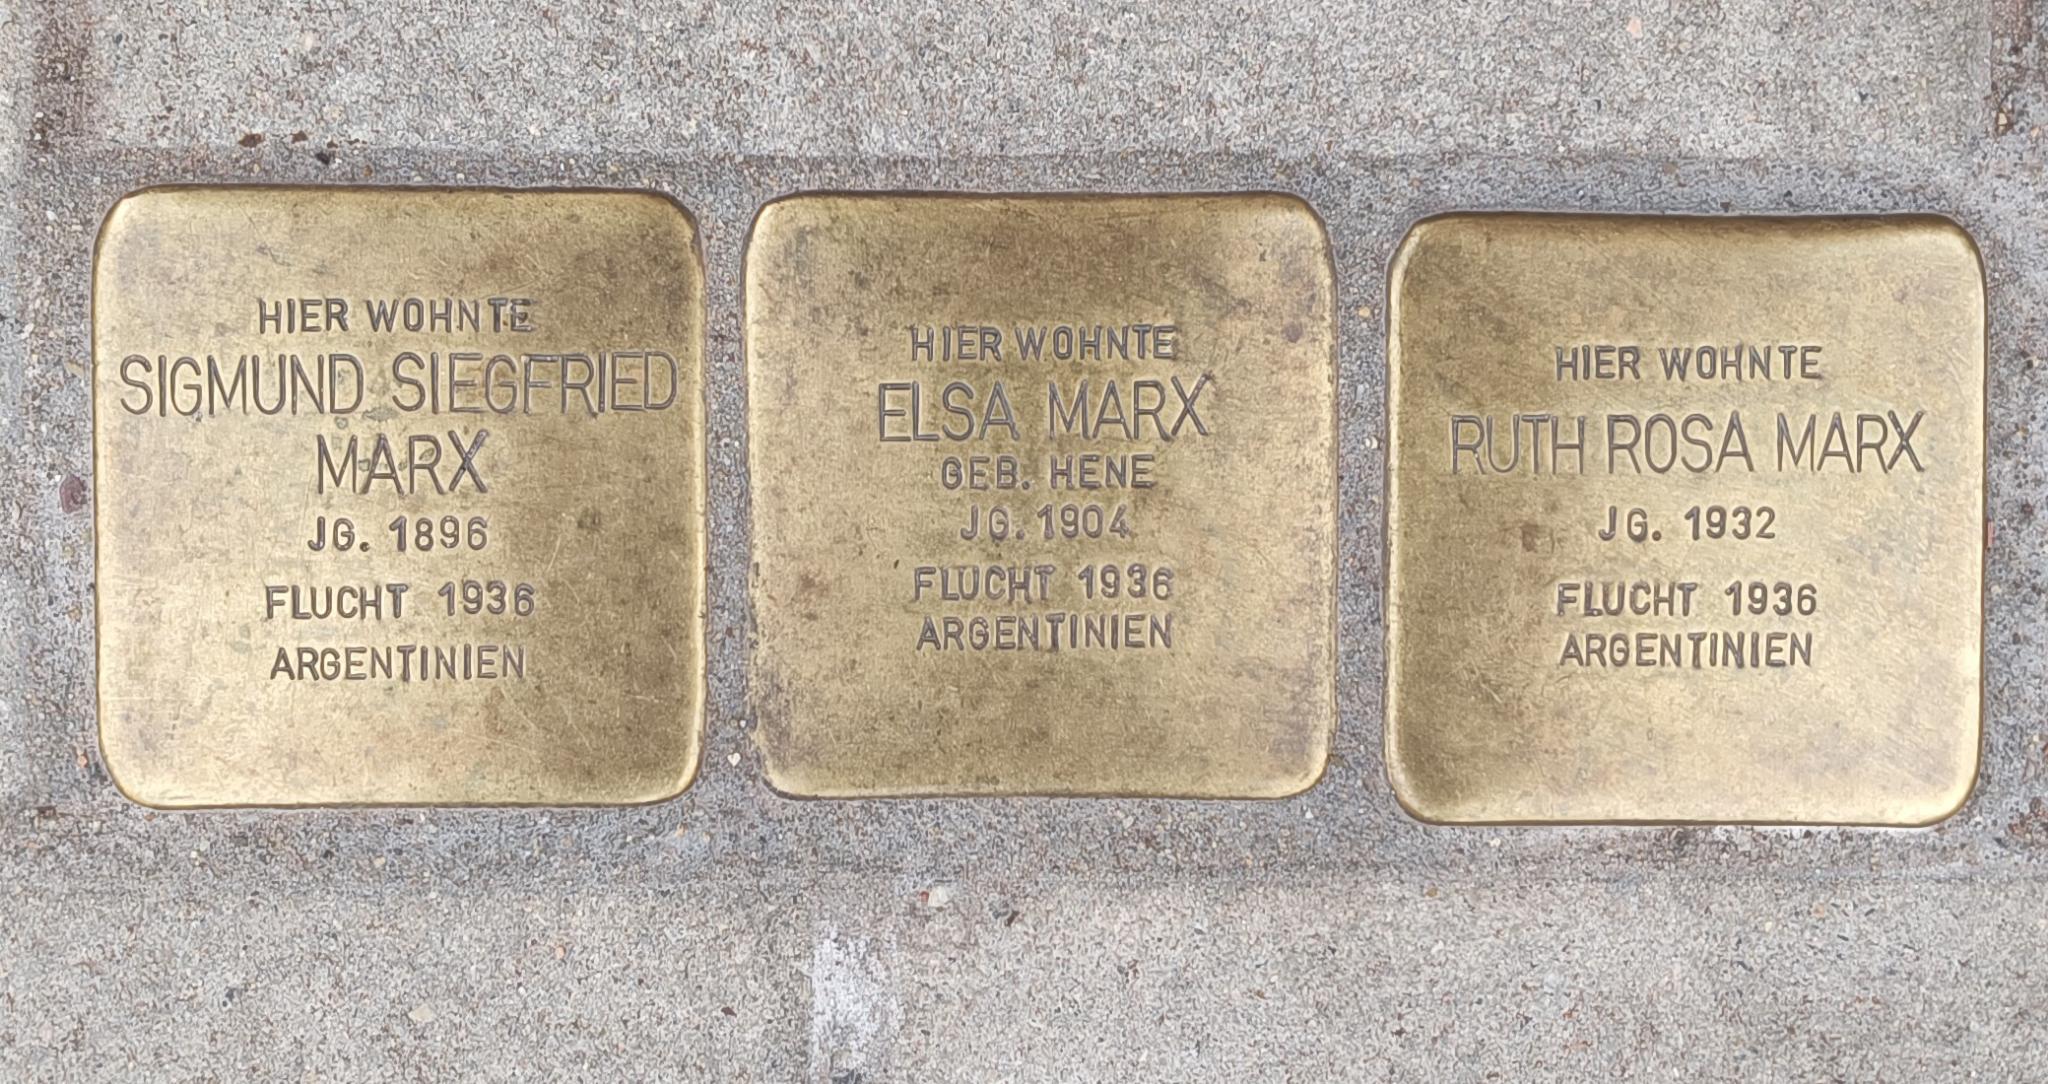 HIER WOHNTE
SIGMUND SIEGFRIED
MARX
JG. 1896
FLUCHT 1936
ARGENTINIEN
HIER WOHNTE
ELSA MARX
GEB. HENE
JG. 1904
FLUCHT 1936
ARGENTINIEN
HIER WOHNTE
RUTH ROSA MARX
JG. 1932
FLUCHT 1936
ARGENTINIEN